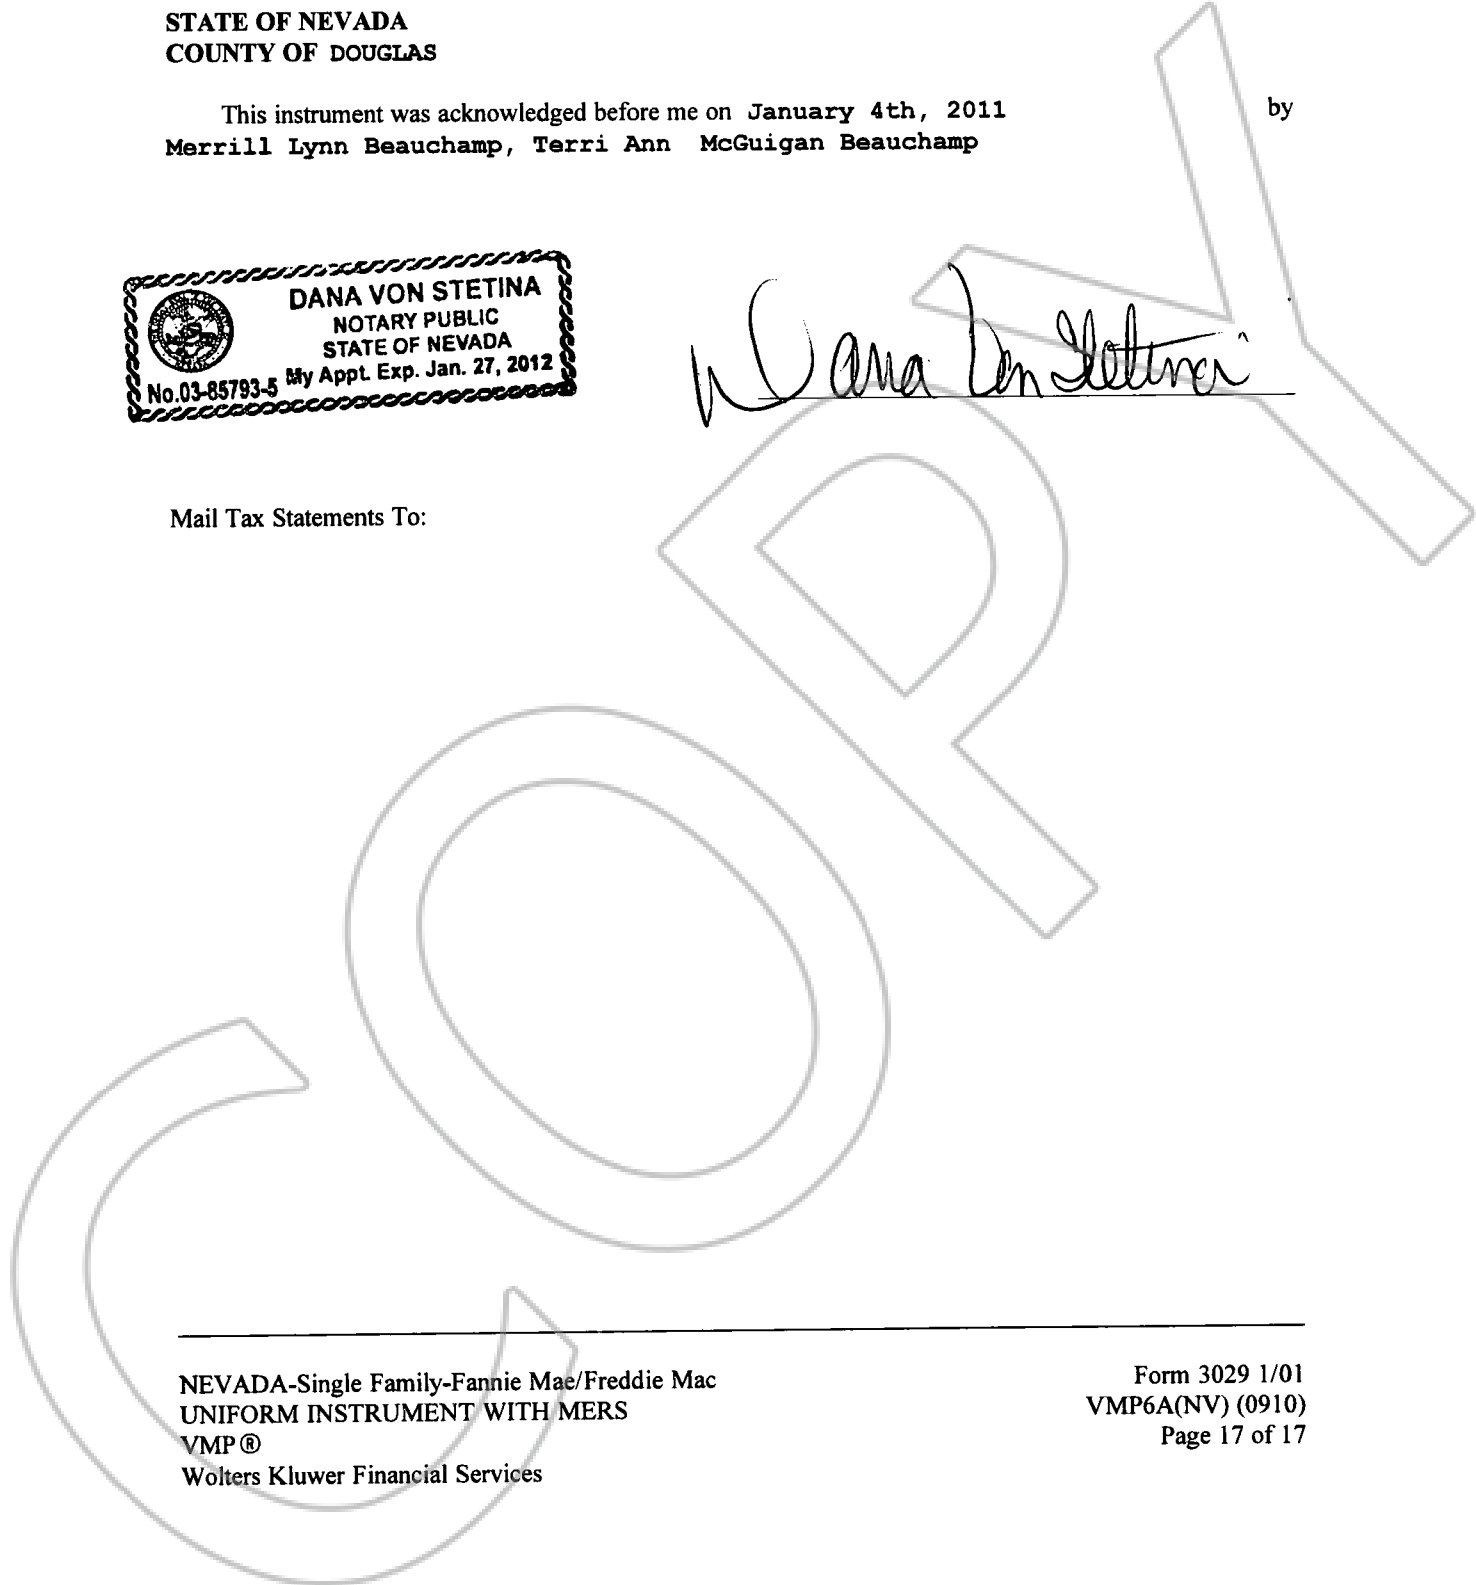 STATE OF NEVADA
COUNTY OF DOUGLAS
This instrument was acknowledged before me on January 4th, 2011 by
Merrill Lynn Beauchamp, Terri Ann McGuigan Beauchamp
DANA VON STETINA
NOTARY PUBLIC
STATE OF NEVADA
No.03-85793-5 My Appt. Exp. Jan. 27, 2012
Dana Von Stetina
Mail Tax Statements To:
COPY
NEVADA-Single Family-Fannie Mae/Freddie Mac
UNIFORM INSTRUMENT WITH MERS
VMP ®
Wolters Kluwer Financial Services
Form 3029 1/01
VMP6A(NV) (0910)
Page 17 of 17